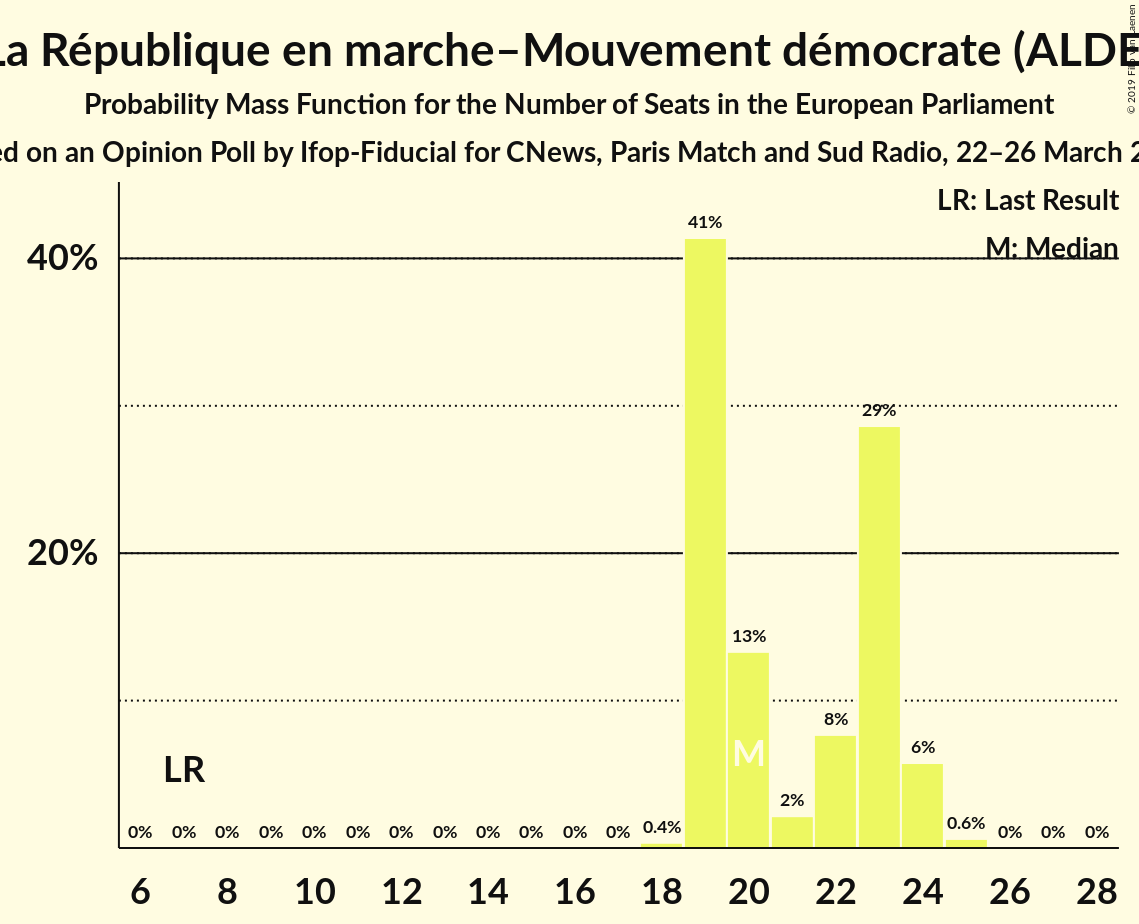 La République en marche–Mouvement démocrate (ALDE
Probability Mass Function for the Number of Seats in the European Parliament
ed on an Opinion Poll by Ifop-Fiducial for CNews, Paris Match and Sud Radio, 22–26 March 2
LR: Last Result
M: Median
40%
20%
41%
29%
13%
8%
6%
2%
0.4%
0.6%
0% 0% 0% 0% 0% 0% 0% 0% 0% 0% 0% 0% 0% 0% 0%
LR
M
6 8 10 12 14 16 18 20 22 24 26 28
© 2019